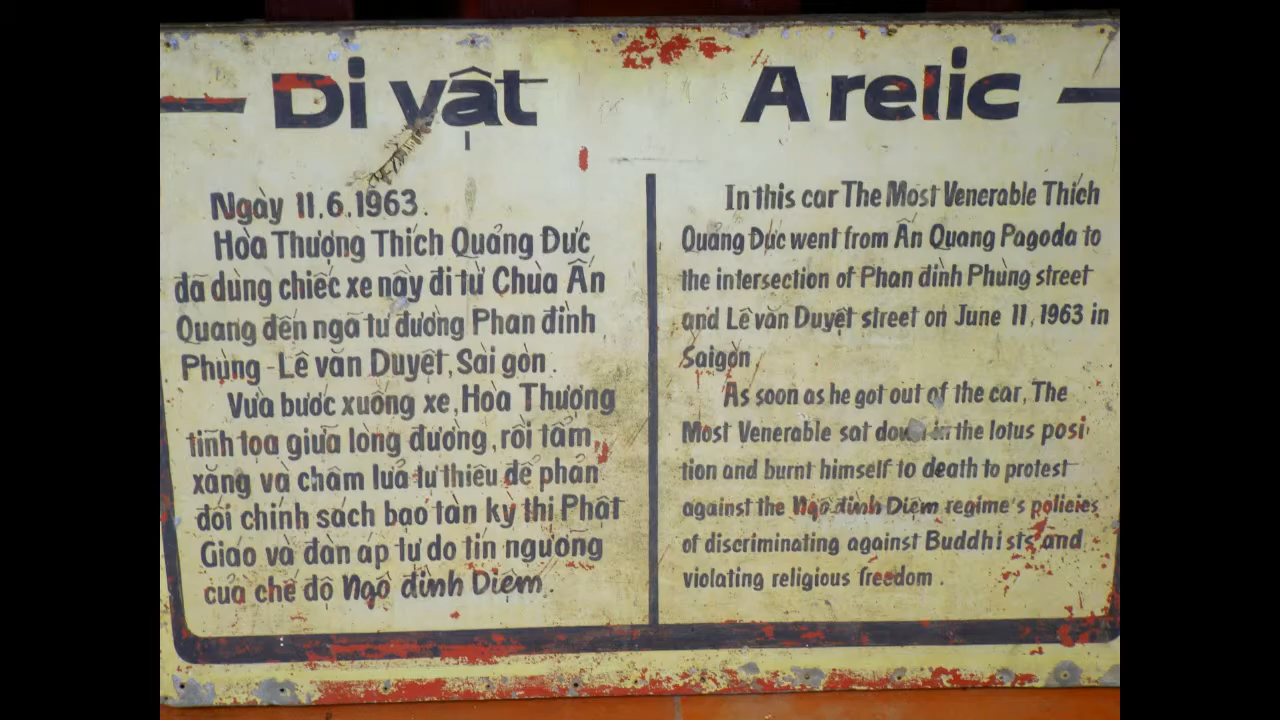 Di vật
Ngày 11.6.1963.
Hòa Thượng Thích Quảng Đức
đã dùng chiếc xe nầy đi từ Chùa Ấn
Quang đến ngã tư đường Phan đình
Phùng - Lê văn Duyệt, Sài gòn.
Vừa bước xuống xe, Hòa Thượng
tĩnh tọa giữa lòng đường, rồi tẩm
xăng và châm lửa tự thiêu để phản
đối chính sách bạo tàn kỳ thị Phật
Giáo và đàn áp tự do tín ngưỡng
của chế độ Ngô đình Diệm.
A relic
In this car The Most Venerable Thích
Quảng Đức went from Ấn Quang Pagoda to
the intersection of Phan đình Phùng street
and Lê văn Duyệt street on June 11, 1963 in
Saigon
As soon as he got out of the car, The
Most Venerable sat down in the lotus posi
tion and burnt himself to death to protest
against the Ngô đình Diệm regime's policies
of discriminating against Buddhists and
violating religious freedom.